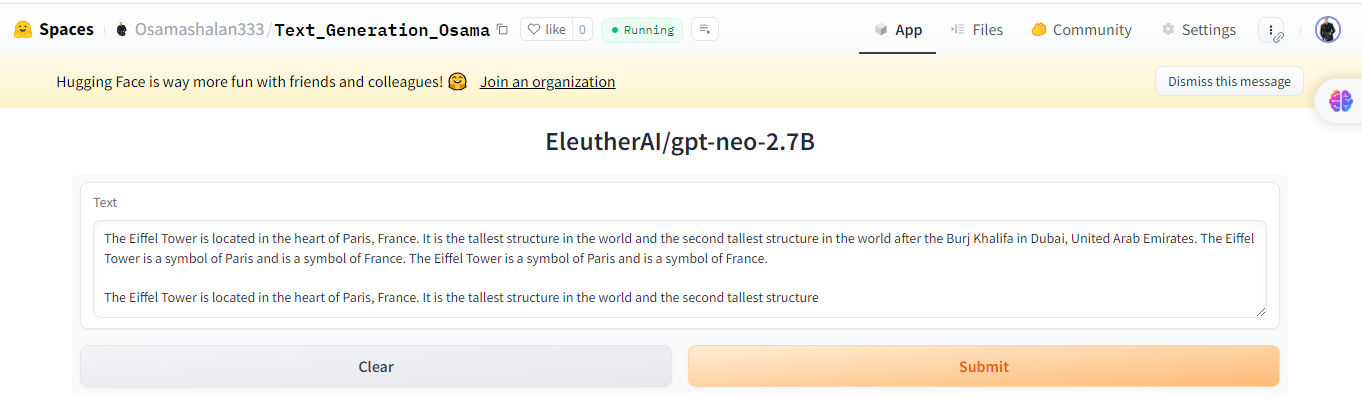 Spaces Osamashalan333/Text_Generation_Osama like 0 Running App Files Community Settings
Hugging Face is way more fun with friends and colleagues! 🤗 Join an organization Dismiss this message
EleutherAI/gpt-neo-2.7B
Text
The Eiffel Tower is located in the heart of Paris, France. It is the tallest structure in the world and the second tallest structure in the world after the Burj Khalifa in Dubai, United Arab Emirates. The Eiffel
Tower is a symbol of Paris and is a symbol of France. The Eiffel Tower is a symbol of Paris and is a symbol of France.
The Eiffel Tower is located in the heart of Paris, France. It is the tallest structure in the world and the second tallest structure
Clear Submit